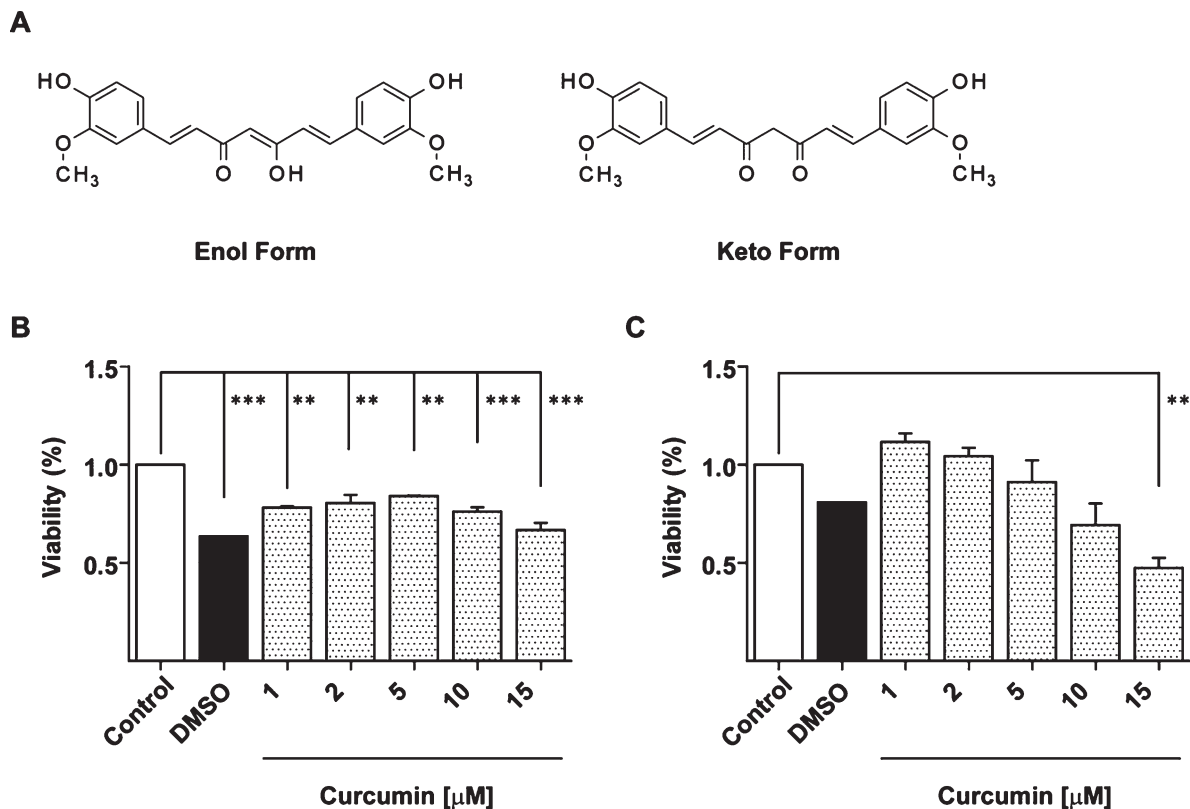 A
HO
O
CH3
O
OH
OH
O
CH3
Enol Form
HO
O
CH3
O
O
OH
O
CH3
Keto Form
B
Viability (%)
1.5
1.0
0.5
*** ** ** ** *** ***
Control DMSO 1 2 5 10 15
Curcumin [μM]
C
Viability (%)
1.5
1.0
0.5
**
Control DMSO 1 2 5 10 15
Curcumin [μM]